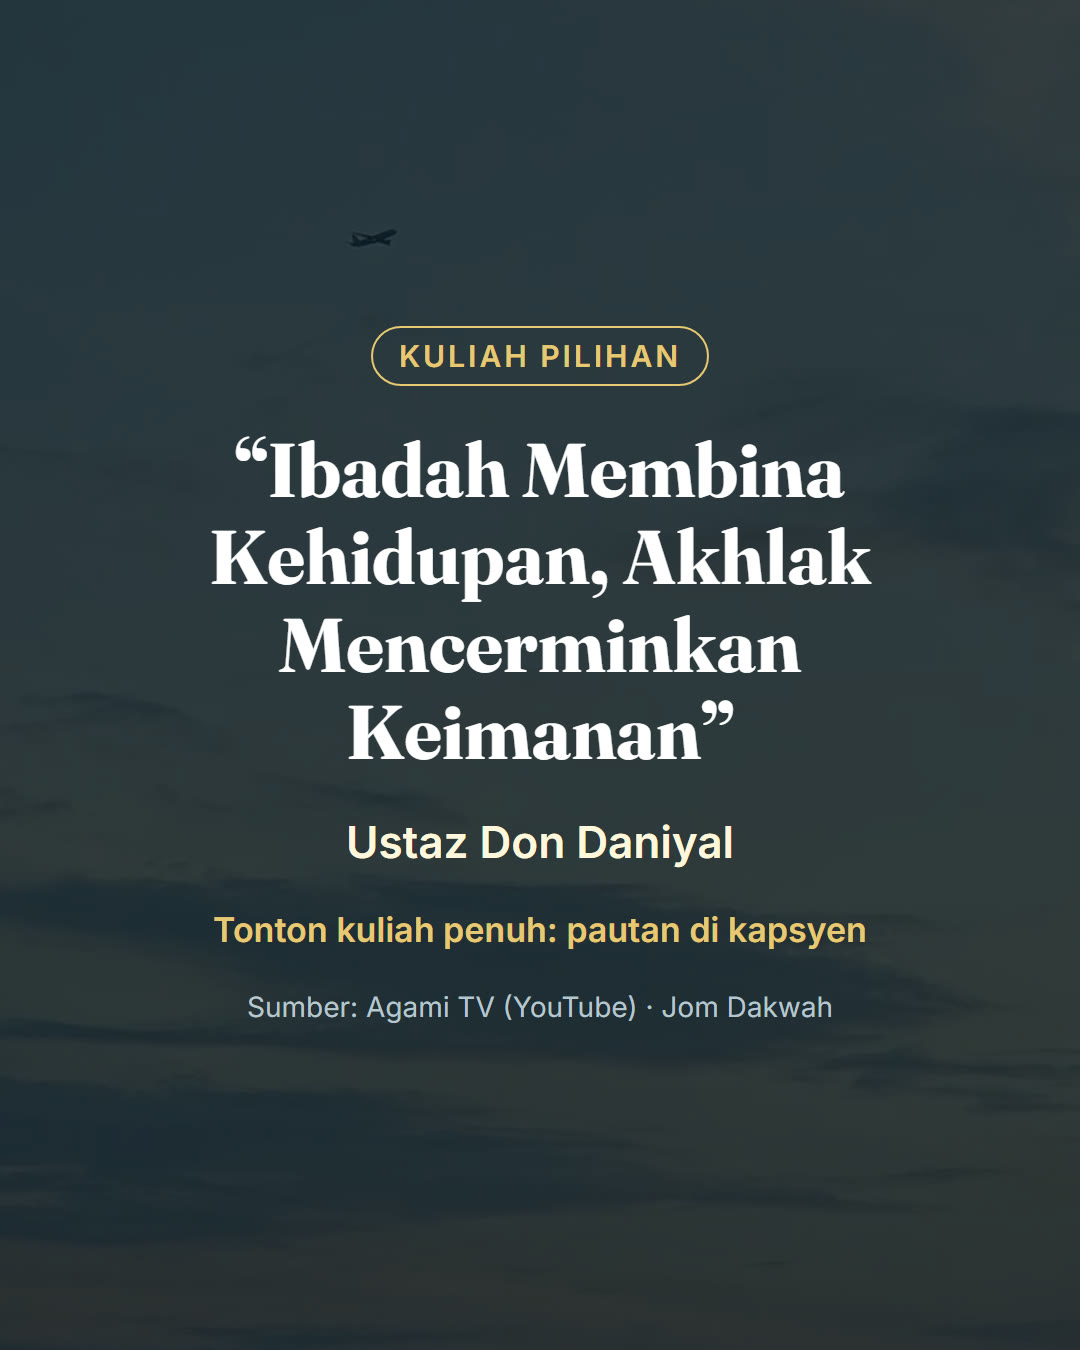 KULIAH PILIHAN
“Ibadah Membina
Kehidupan, Akhlak
Mencerminkan
Keimanan”
Ustaz Don Daniyal
Tonton kuliah penuh: pautan di kapsyen
Sumber: Agami TV (YouTube) · Jom Dakwah